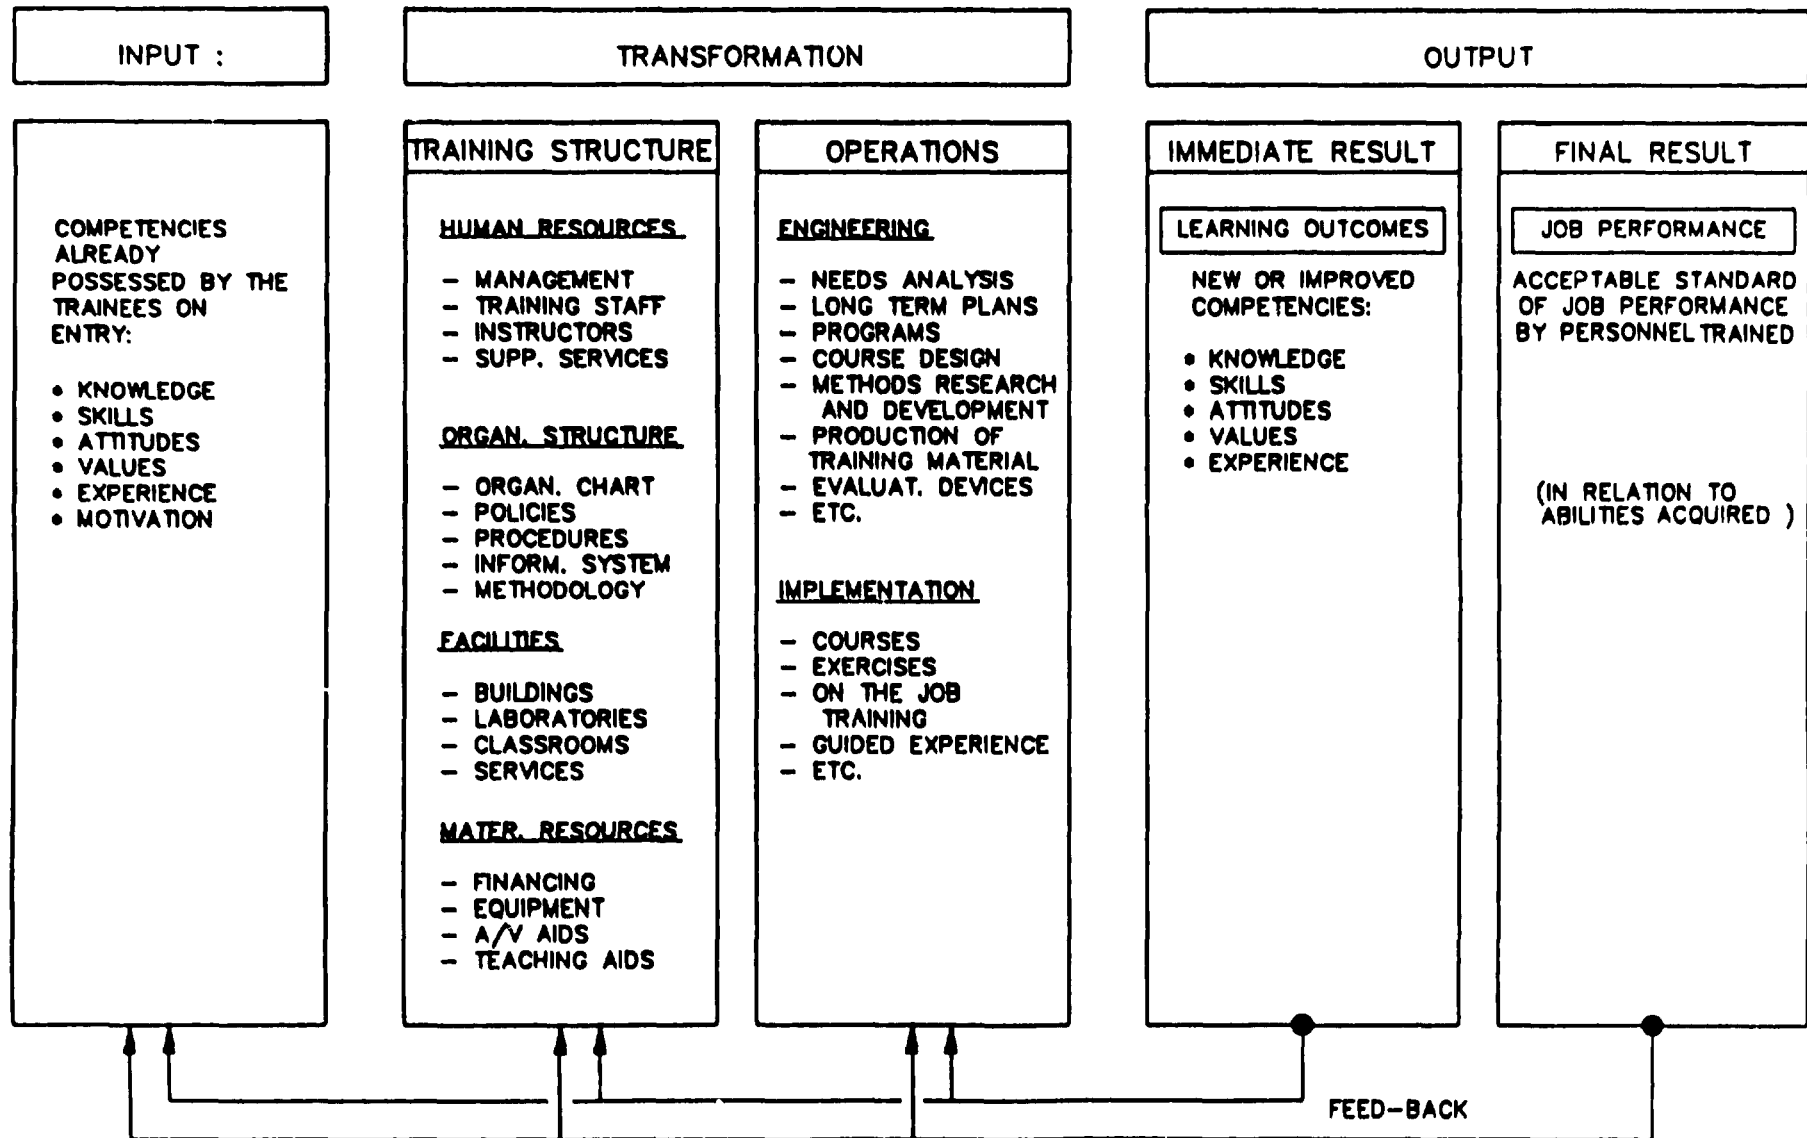 INPUT :
TRANSFORMATION
OUTPUT
COMPETENCIES
ALREADY
POSSESSED BY THE
TRAINEES ON
ENTRY:
• KNOWLEDGE
• SKILLS
• ATTITUDES
• VALUES
• EXPERIENCE
• MOTIVATION
TRAINING STRUCTURE
HUMAN RESOURCES
- MANAGEMENT
- TRAINING STAFF
- INSTRUCTORS
- SUPP. SERVICES
ORGAN. STRUCTURE
- ORGAN. CHART
- POLICIES
- PROCEDURES
- INFORM. SYSTEM
- METHODOLOGY
FACILITIES
- BUILDINGS
- LABORATORIES
- CLASSROOMS
- SERVICES
MATER. RESOURCES
- FINANCING
- EQUIPMENT
- A/V AIDS
- TEACHING AIDS
OPERATIONS
ENGINEERING
- NEEDS ANALYSIS
- LONG TERM PLANS
- PROGRAMS
- COURSE DESIGN
- METHODS RESEARCH
AND DEVELOPMENT
- PRODUCTION OF
TRAINING MATERIAL
- EVALUAT. DEVICES
- ETC.
IMPLEMENTATION
- COURSES
- EXERCISES
- ON THE JOB
TRAINING
- GUIDED EXPERIENCE
- ETC.
IMMEDIATE RESULT
LEARNING OUTCOMES
NEW OR IMPROVED
COMPETENCIES:
• KNOWLEDGE
• SKILLS
• ATTITUDES
• VALUES
• EXPERIENCE
FINAL RESULT
JOB PERFORMANCE
ACCEPTABLE STANDARD
OF JOB PERFORMANCE
BY PERSONNEL TRAINED
(IN RELATION TO
ABILITIES ACQUIRED )
FEED-BACK